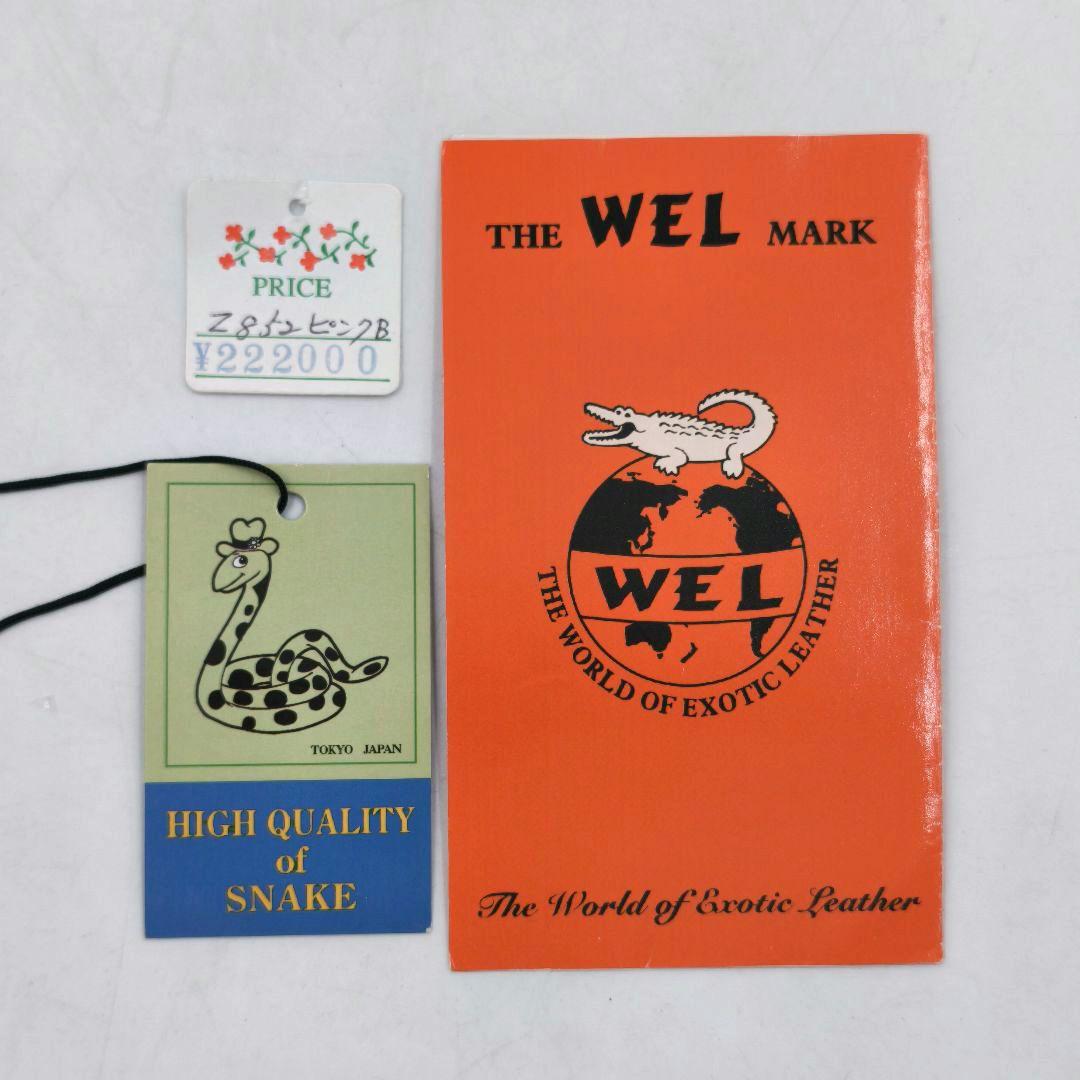 PRICE
Z852ピンクB
¥222000
TOKYO JAPAN
HIGH QUALITY
of
SNAKE
THE WEL MARK
WEL
THE WORLD OF EXOTIC LEATHER
The World of Exotic Leather